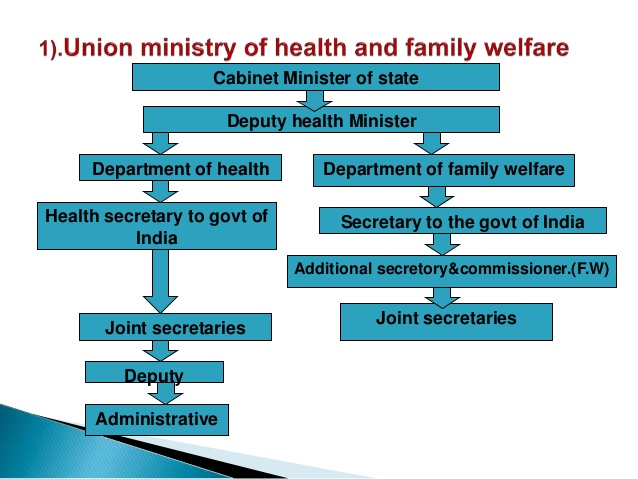 1).Union ministry of health and family welfare
Cabinet Minister of state
Deputy health Minister
Department of health
Department of family welfare
Health secretary to govt of
India
Secretary to the govt of India
Additional secretory&commissioner.(F.W)
Joint secretaries
Joint secretaries
Deputy
Administrative